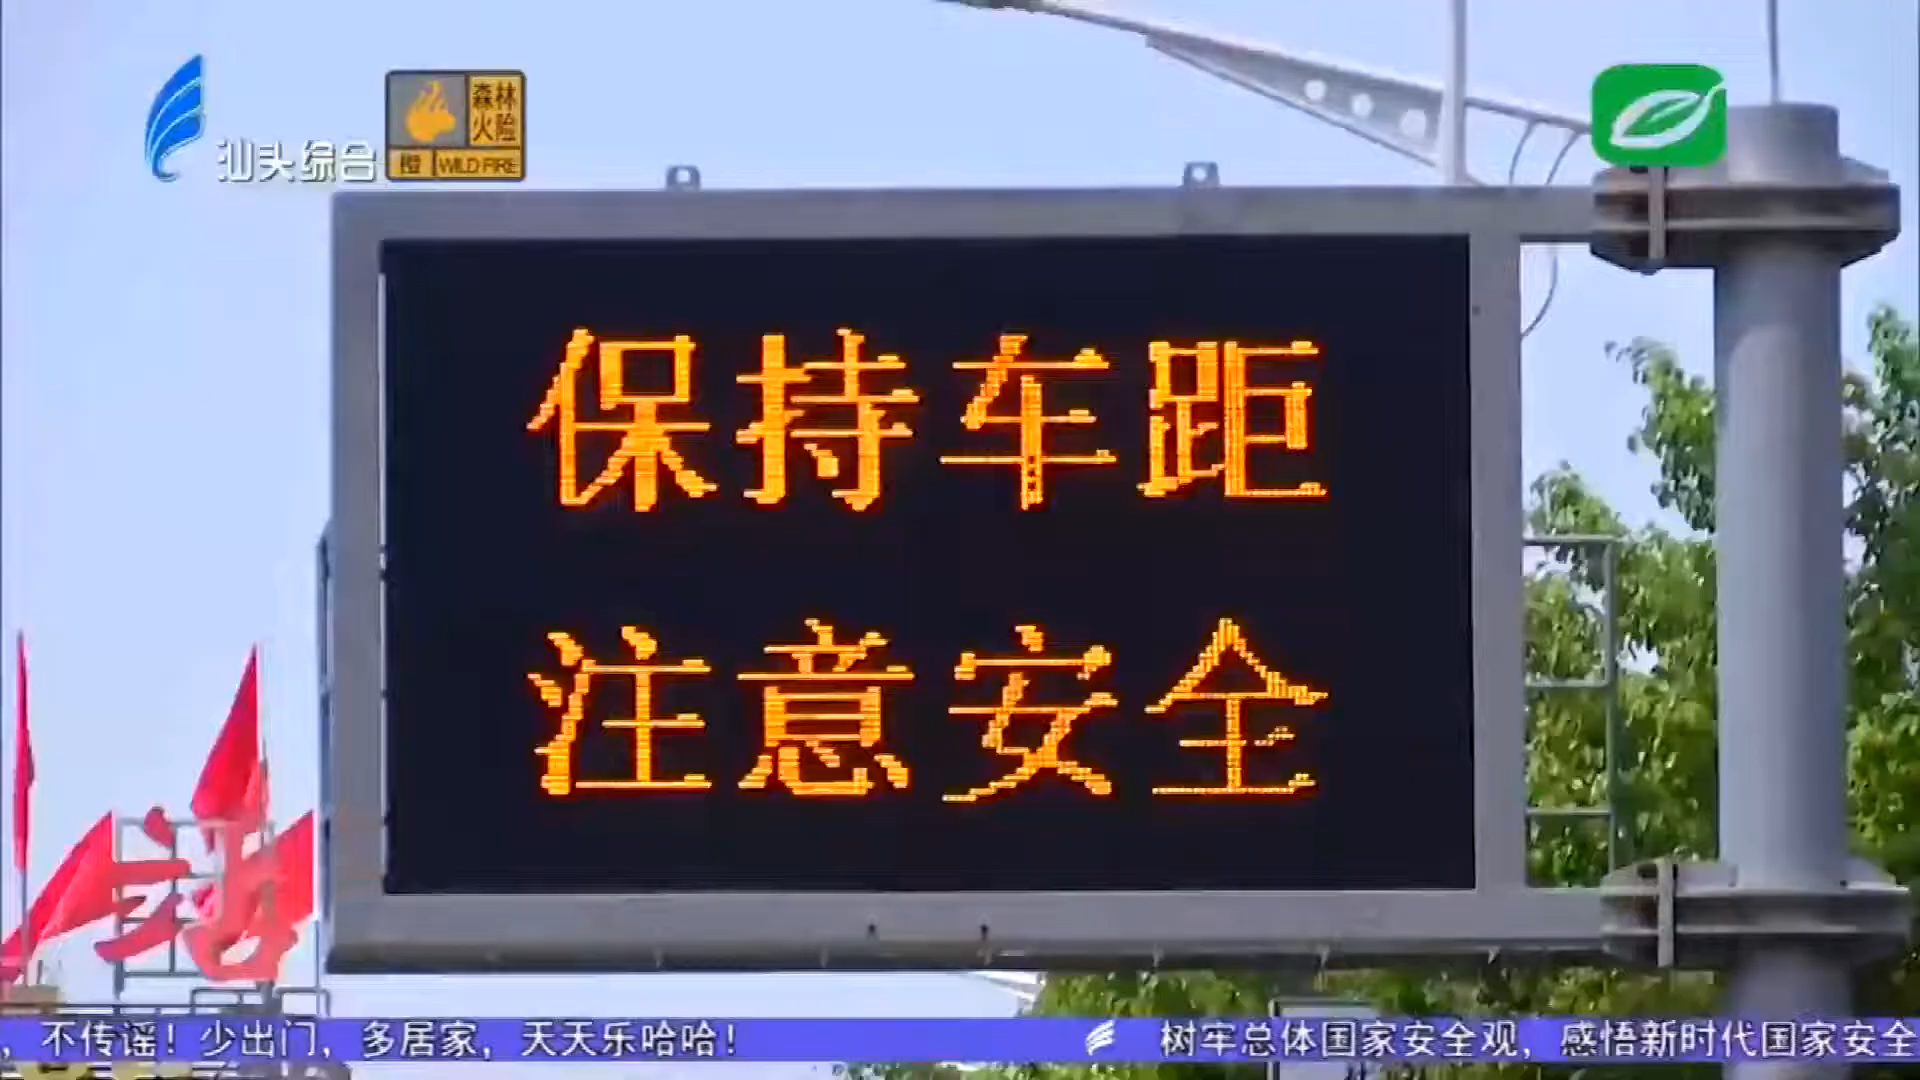 汕头综合
森林
火险
橙 WILD FIRE
保持车距
注意安全
站
，不传谣！少出门，多居家，天天乐哈哈！ 树牢总体国家安全观，感悟新时代国家安全